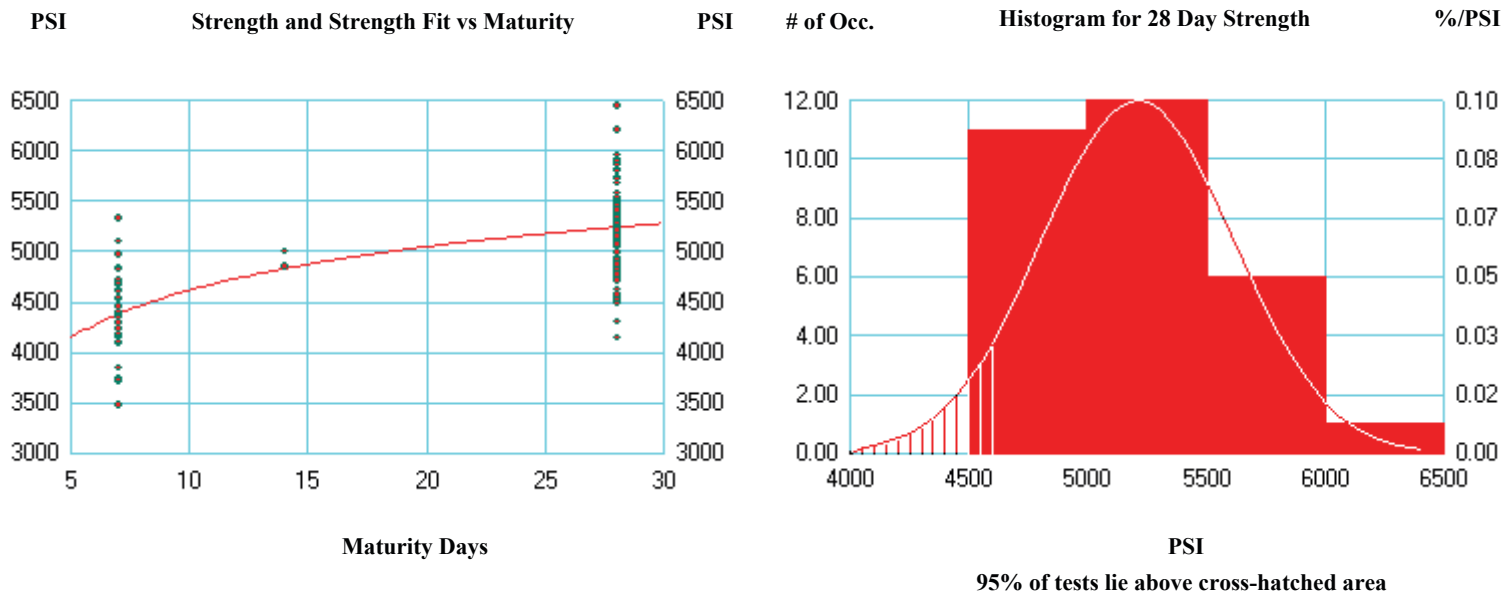 PSI Strength and Strength Fit vs Maturity PSI
6500 6500
6000 6000
5500 5500
5000 5000
4500 4500
4000 4000
3500 3500
3000 3000
5 10 15 20 25 30
Maturity Days
# of Occ. Histogram for 28 Day Strength %/PSI
12.00 0.10
10.00 0.08
8.00 0.07
6.00 0.05
4.00 0.03
2.00 0.02
0.00 0.00
4000 4500 5000 5500 6000 6500
PSI
95% of tests lie above cross-hatched area